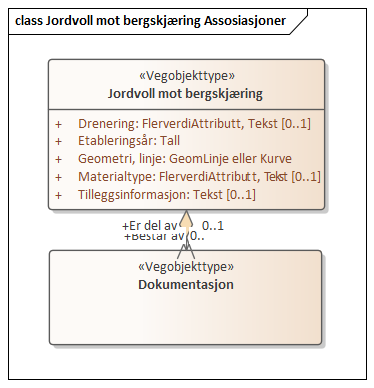 class Jordvoll mot bergskjæring Assosiasjoner
«Vegobjekttype»
Jordvoll mot bergskjæring
+ Drenering: FlerverdiAttributt, Tekst [0..1]
+ Etableringsår: Tall
+ Geometri, linje: GeomLinje eller Kurve
+ Materialtype: FlerverdiAttributt, Tekst [0..1]
+ Tilleggsinformasjon: Tekst [0..1]
+Er del av 0..1
+Består av 0..
«Vegobjekttype»
Dokumentasjon